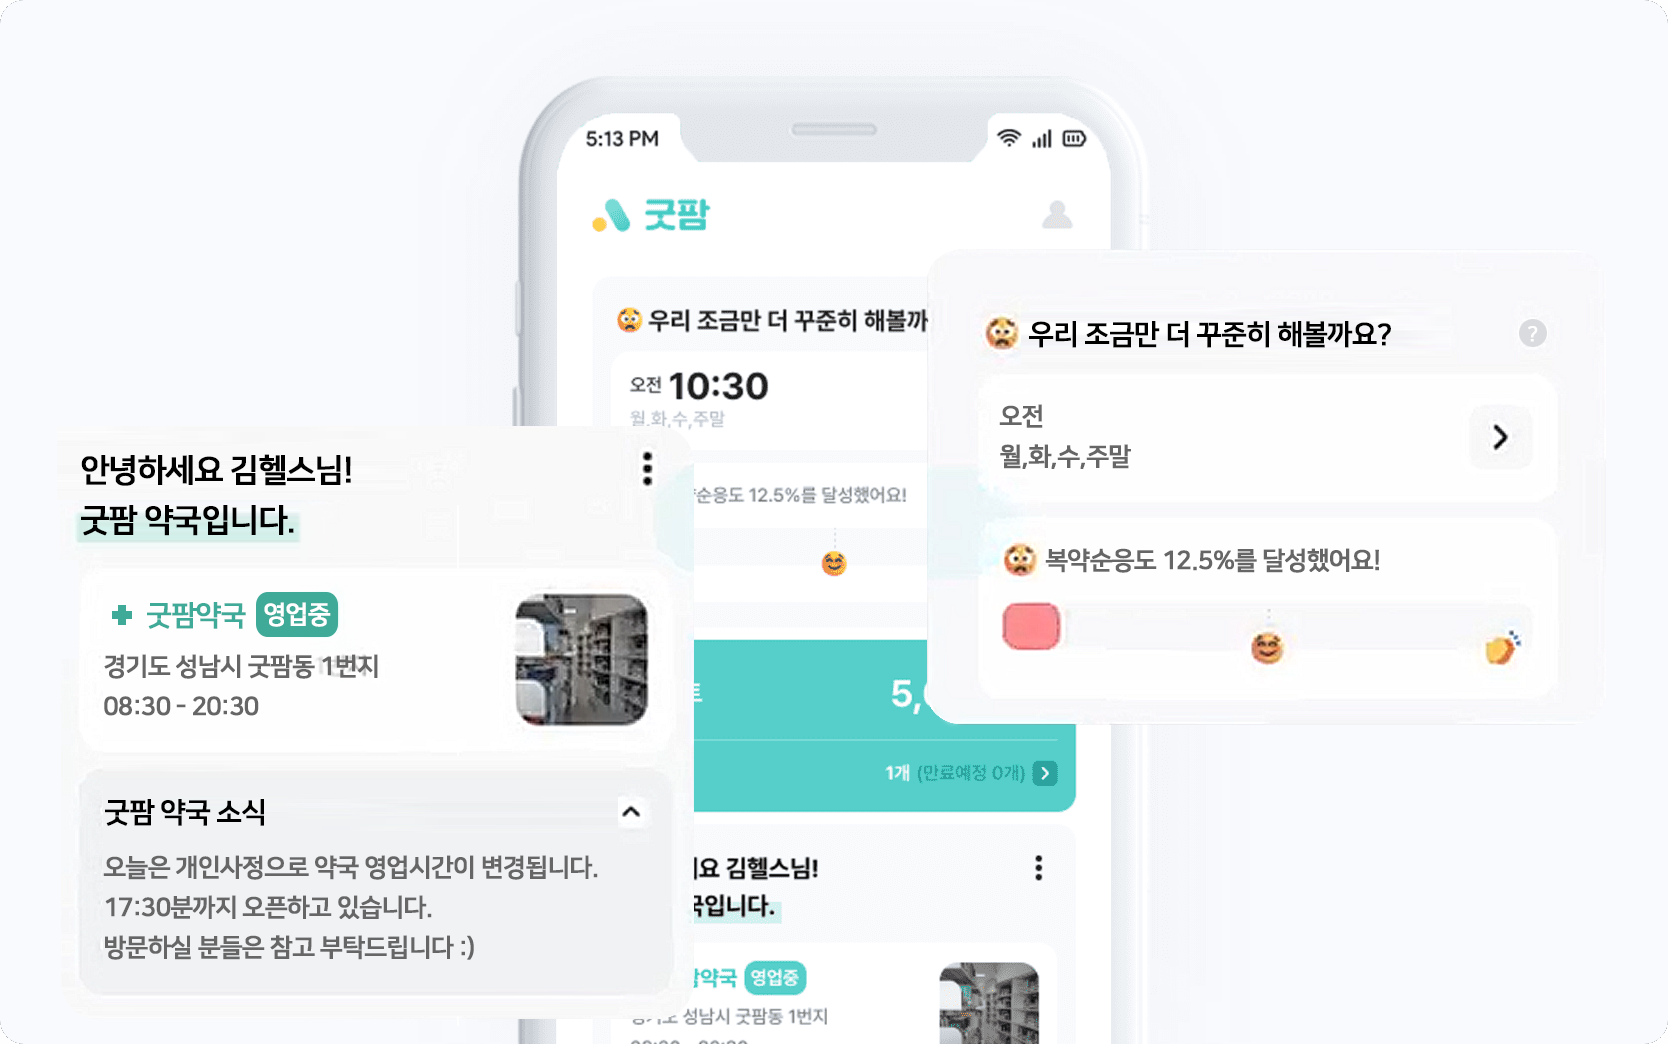 5:13 PM
굿팜
우리 조금만 더 꾸준히 해볼까
오전 10:30
월,화,수,주말
순응도 12.5%를 달성했어요!
5,
1개 (만료예정 0개)
요 김헬스님!
입니다.
약국 영업중
성남시 굿팜동 1번지
우리 조금만 더 꾸준히 해볼까요?
?
오전
월,화,수,주말
복약순응도 12.5%를 달성했어요!
안녕하세요 김헬스님!
굿팜 약국입니다.
굿팜약국 영업중
경기도 성남시 굿팜동 1번지
08:30 - 20:30
굿팜 약국 소식
오늘은 개인사정으로 약국 영업시간이 변경됩니다.
17:30분까지 오픈하고 있습니다.
방문하실 분들은 참고 부탁드립니다 :)